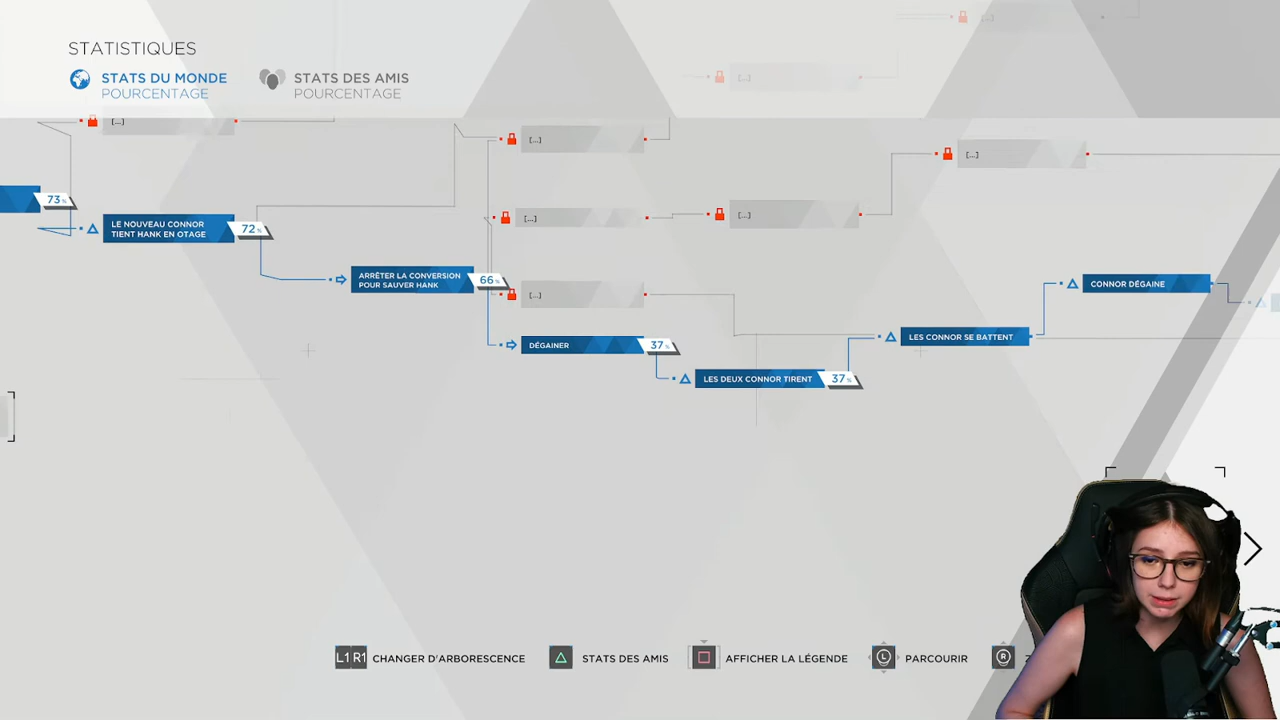 STATISTIQUES
STATS DU MONDE
POURCENTAGE
STATS DES AMIS
POURCENTAGE
[...]
[...]
[...]
[...]
[...]
73%
LE NOUVEAU CONNOR
TIENT HANK EN OTAGE
72%
[...]
[...]
ARRÊTER LA CONVERSION
POUR SAUVER HANK
66%
[...]
CONNOR DÉGAINE
DÉGAINER
37%
LES CONNOR SE BATTENT
LES DEUX CONNOR TIRENT
37%
L1 R1 CHANGER D'ARBORESCENCE
STATS DES AMIS
AFFICHER LA LÉGENDE
L PARCOURIR
R